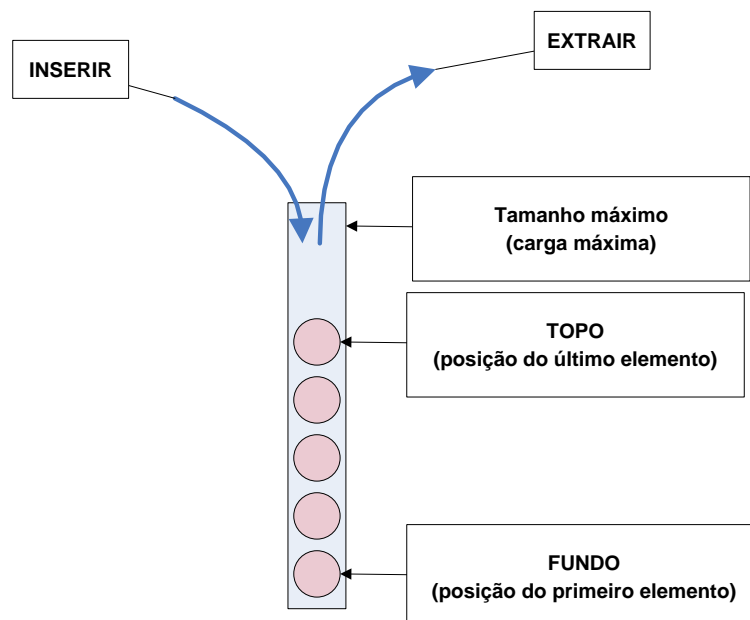 EXTRAIR
INSERIR
Tamanho máximo
(carga máxima)
TOPO
(posição do último elemento)
FUNDO
(posição do primeiro elemento)